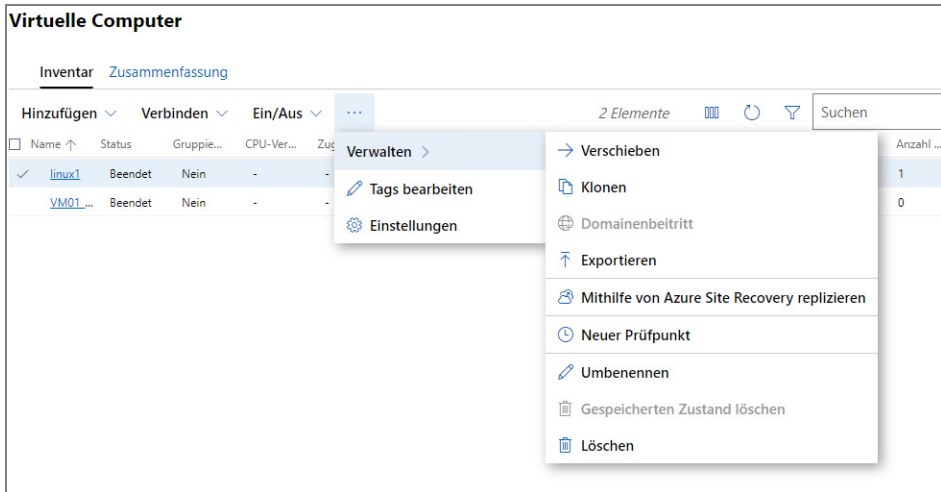 Virtuelle Computer
Inventar Zusammenfassung
Hinzufügen Verbinden Ein/Aus ... 2 Elemente Suchen
Name Status Gruppie... CPU-Ver... Zug Anzahl ...
linux1 Beendet Nein - - 1
VM01_... Beendet Nein - - 0
Verwalten
Tags bearbeiten
Einstellungen
Verschieben
Klonen
Domainenbeitritt
Exportieren
Mithilfe von Azure Site Recovery replizieren
Neuer Prüfpunkt
Umbenennen
Gespeicherten Zustand löschen
Löschen